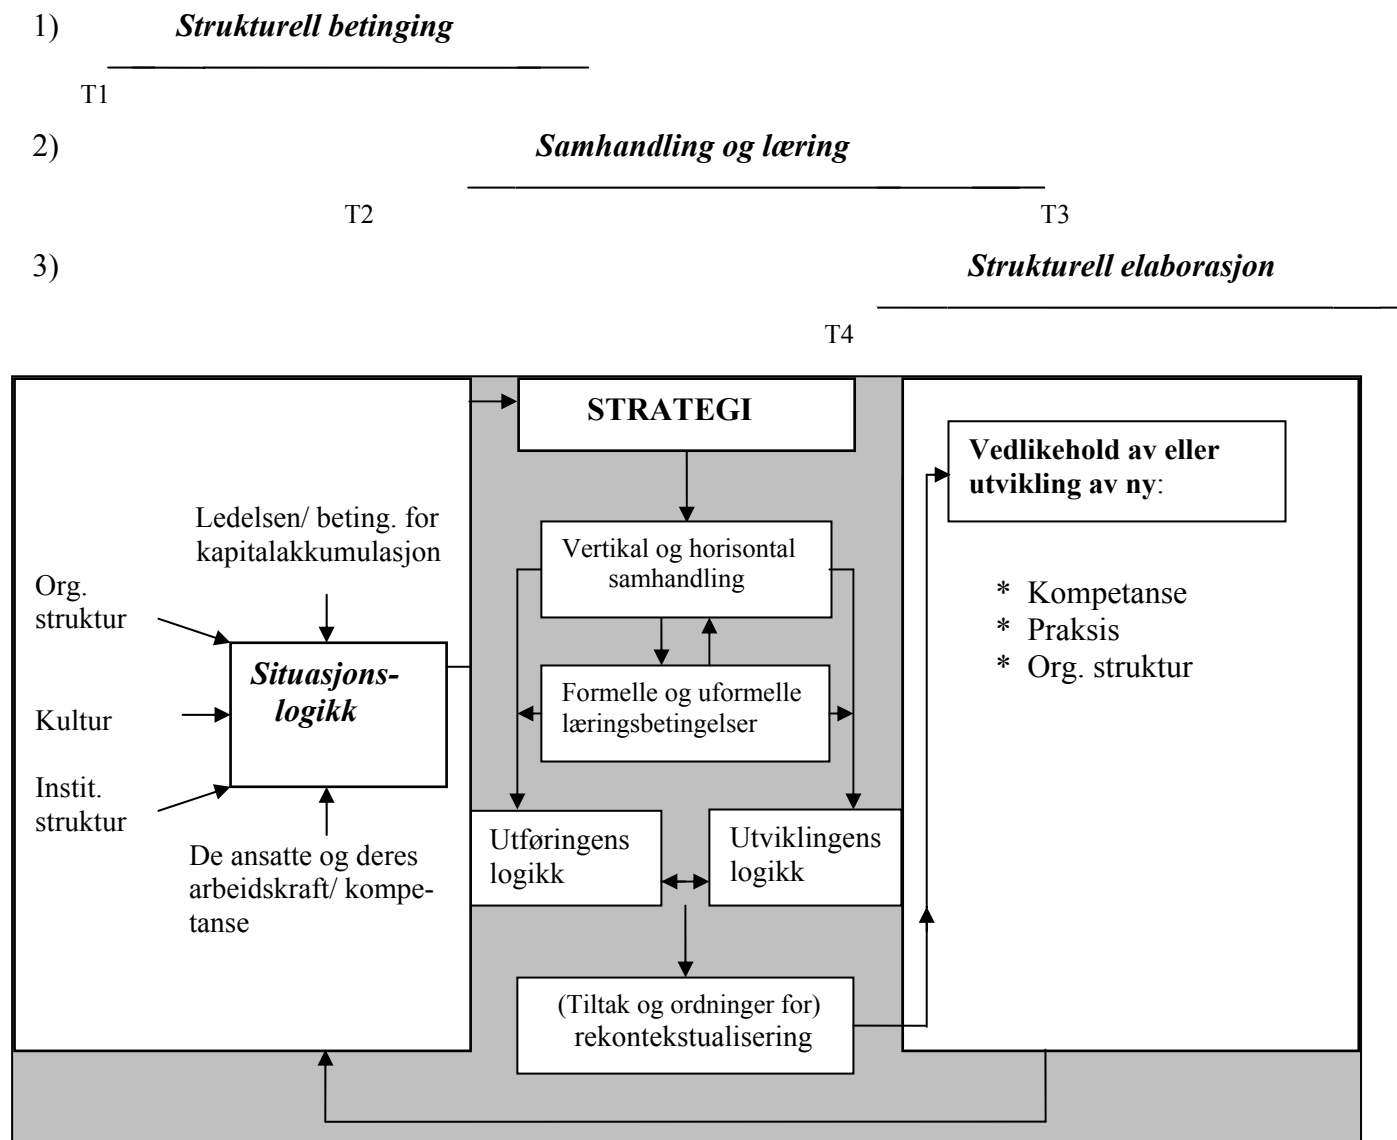 1) Strukturell betinging
T1
2) Samhandling og læring
T2 T3
3) Strukturell elaborasjon
T4
Ledelsen/ beting. for
kapitalakkumulasjon
Org.
struktur
Situasjons-
logikk
Kultur
Instit.
struktur
De ansatte og deres
arbeidskraft/ kompe-
tanse
STRATEGI
Vertikal og horisontal
samhandling
Formelle og uformelle
læringsbetingelser
Utføringens
logikk
Utviklingens
logikk
(Tiltak og ordninger for)
rekontekstualisering
Vedlikehold av eller
utvikling av ny:
* Kompetanse
* Praksis
* Org. struktur